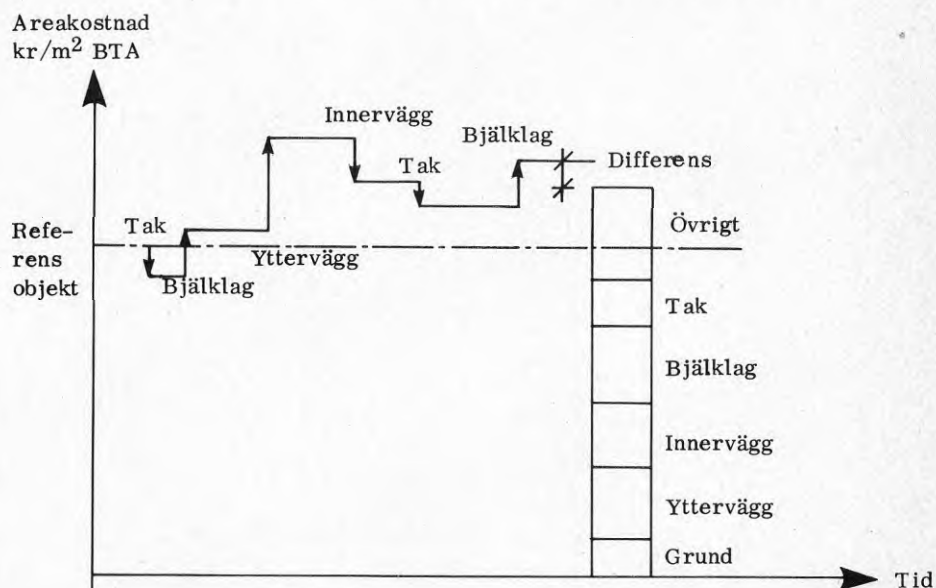 Areakostnad
kr/m² BTA
Innervägg
Bjälklag
Tak
Differens
Refe-
rens
objekt
Tak
Övrigt
Yttervägg
Bjälklag
Tak
Bjälklag
Innervägg
Yttervägg
Grund
Tid